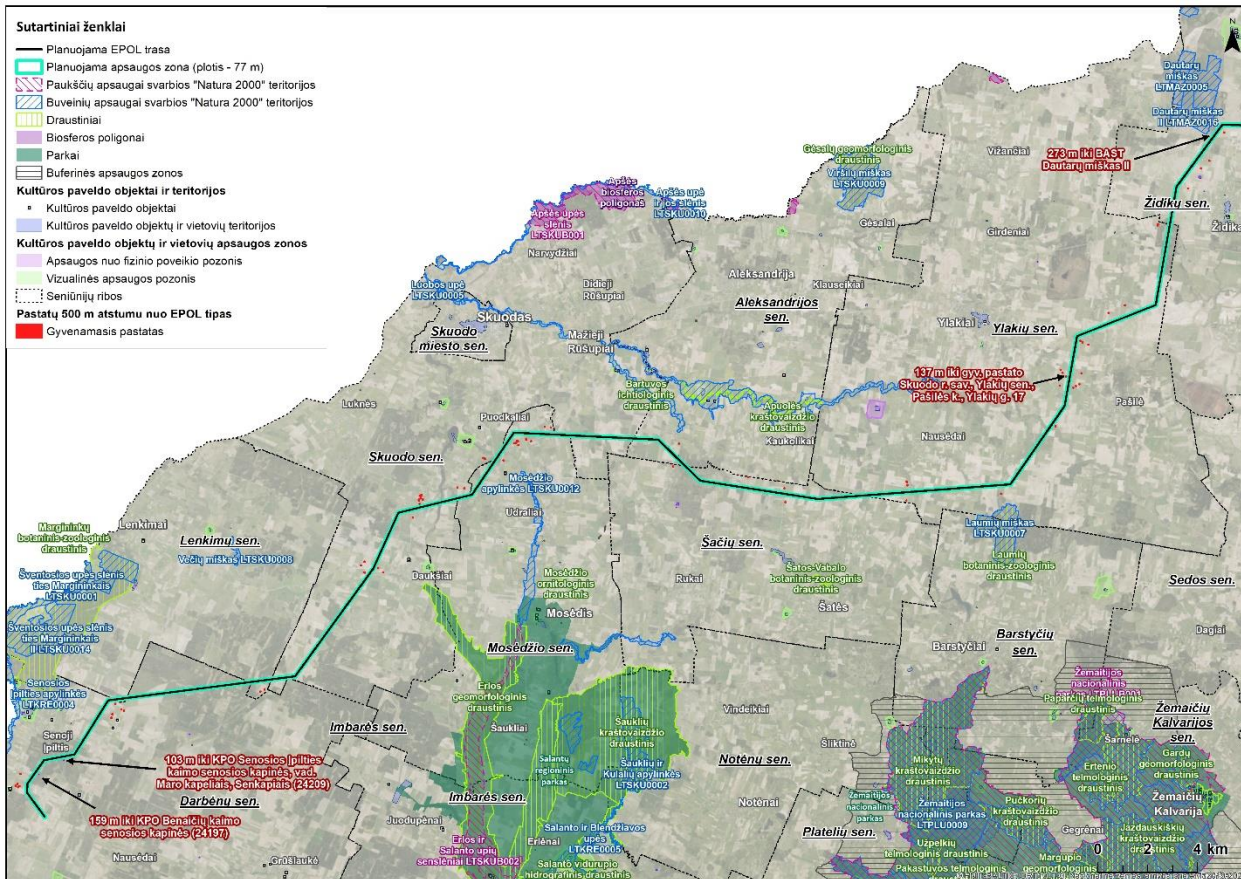 Sutartiniai ženklai
Planuojama EPOL trasa
Planuojama apsaugos zona (plotis - 77 m)
Paukščių apsaugai svarbios "Natura 2000" teritorijos
Buveinių apsaugai svarbios "Natura 2000" teritorijos
Draustiniai
Biosferos poligonai
Parkai
Buferinės apsaugos zonos
Kultūros paveldo objektai ir teritorijos
Kultūros paveldo objektai
Kultūros paveldo objektų ir vietovių teritorijos
Kultūros paveldo objektų ir vietovių apsaugos zonos
Apsaugos nuo fizinio poveikio pozonis
Vizualinės apsaugos pozonis
Seniūnijų ribos
Pastatų 500 m atstumu nuo EPOL tipas
Gyvenamasis pastatas
N
Dautarų
miškas
LTMAZ0005
Dautarų miškas
II LTMAZ0016
273 m iki BAST
Dautarų miškas II
Židikų sen.
Židikai
Gėsalų geomorfologinis
draustinis
Viršilų miškas
LTSKU0009
Vižančiai
Gėsalai
Girdeniai
Apšės
biosferos
poligonas
Apšės upė
ir jos slėnis
LTSKU0010
Apšės upės
slėnis
LTSKUB001
Narvydžiai
Luobos upė
LTSKU0005
Didieji
Rūšupiai
Aleksandrija
Klauseikiai
Aleksandrijos
sen.
Skuodas
Skuodo
miesto sen.
Mažieji
Rūšupiai
Ylakiai
Ylakių sen.
137 m iki gyv. pastato
Skuodo r. sav., Ylakių sen.,
Pašilės k., Ylakių g. 17
Bartuvos
ichtiologinis
draustinis
Apuolės
kraštovaizdžio
draustinis
Kaukolikai
Luknės
Puodkaliai
Nausėdai
Pašilė
Skuodo sen.
Mosėdžio
apylinkės LTSKU0012
Udraliai
Margininkų
botaninis-zoologinis
draustinis
Lenkimai
Lenkimų sen.
Večių miškas LTSKU0008
Laumių miškas
LTSKU0007
Šačių sen.
Laumių
botaninis-zoologinis
draustinis
Šventosios upės slėnis
ties Margininkais
LTSKU0001
Daukšiai
Mosėdžio
ornitologinis
draustinis
Rukai
Šatos-Vabalo
botaninis-zoologinis
draustinis
Šatės
Sedos sen.
Mosėdis
Šventosios upės slėnis
ties Margininkais
II LTSKU0014
Dagiai
Mosėdžio sen.
Barstyčiai
Barstyčių
sen.
Senosios
Įpilties apylinkės
LTKRE0004
Erlos
geomorfologinis
draustinis
Šauklių
kraštovaizdžio
draustinis
Žemaitijos
nacionalinis
parkas LTPLUB001
Paparčių telmologinis
draustinis
Žemaičių
Kalvarijos
sen.
Vindeikiai
Imbarės sen.
Šaukliai
Senoji
Įpiltis
Šliktinė
Šarnelė
Mikytų
kraštovaizdžio
draustinis
Gardų
geomorfologinis
draustinis
Ertenio
telmologinis
draustinis
103 m iki KPO Senosios Įpilties
kaimo senosios kapinės, vad.
Maro kapeliais, Senkapiais (24209)
Salantų
regioninis
parkas
Šauklių ir
Kulalių apylinkės
LTSKU0002
Notėnų sen.
Darbėnų sen.
Imbarės sen.
Notėnai
Žemaitijos
nacionalinis
parkas
Žemaitijos
nacionalinis parkas
LTPLU0009
Pučkorių
kraštovaizdžio
draustinis
Žemaičių
Kalvarija
159 m iki KPO Benaičių kaimo
senosios kapinės (24197)
Juodupėnai
Salanto ir Blendžiavos
upės
LTKRE0005
Platelių sen.
Gegrėnai
Jazdauskiškių
kraštovaizdžio
draustinis
Užpelkių
telmologinis draustinis
Erlos ir
Salanto upių
senslėniai LTSKUB002
Erlėnai
Nausėdai
Grūšlaukė
Salanto vidurupio
hidrografinis draustinis
Pakastuvos telmologinis
draustinis
Margupio
geomorfologinis
draustinis
0 2 4 km